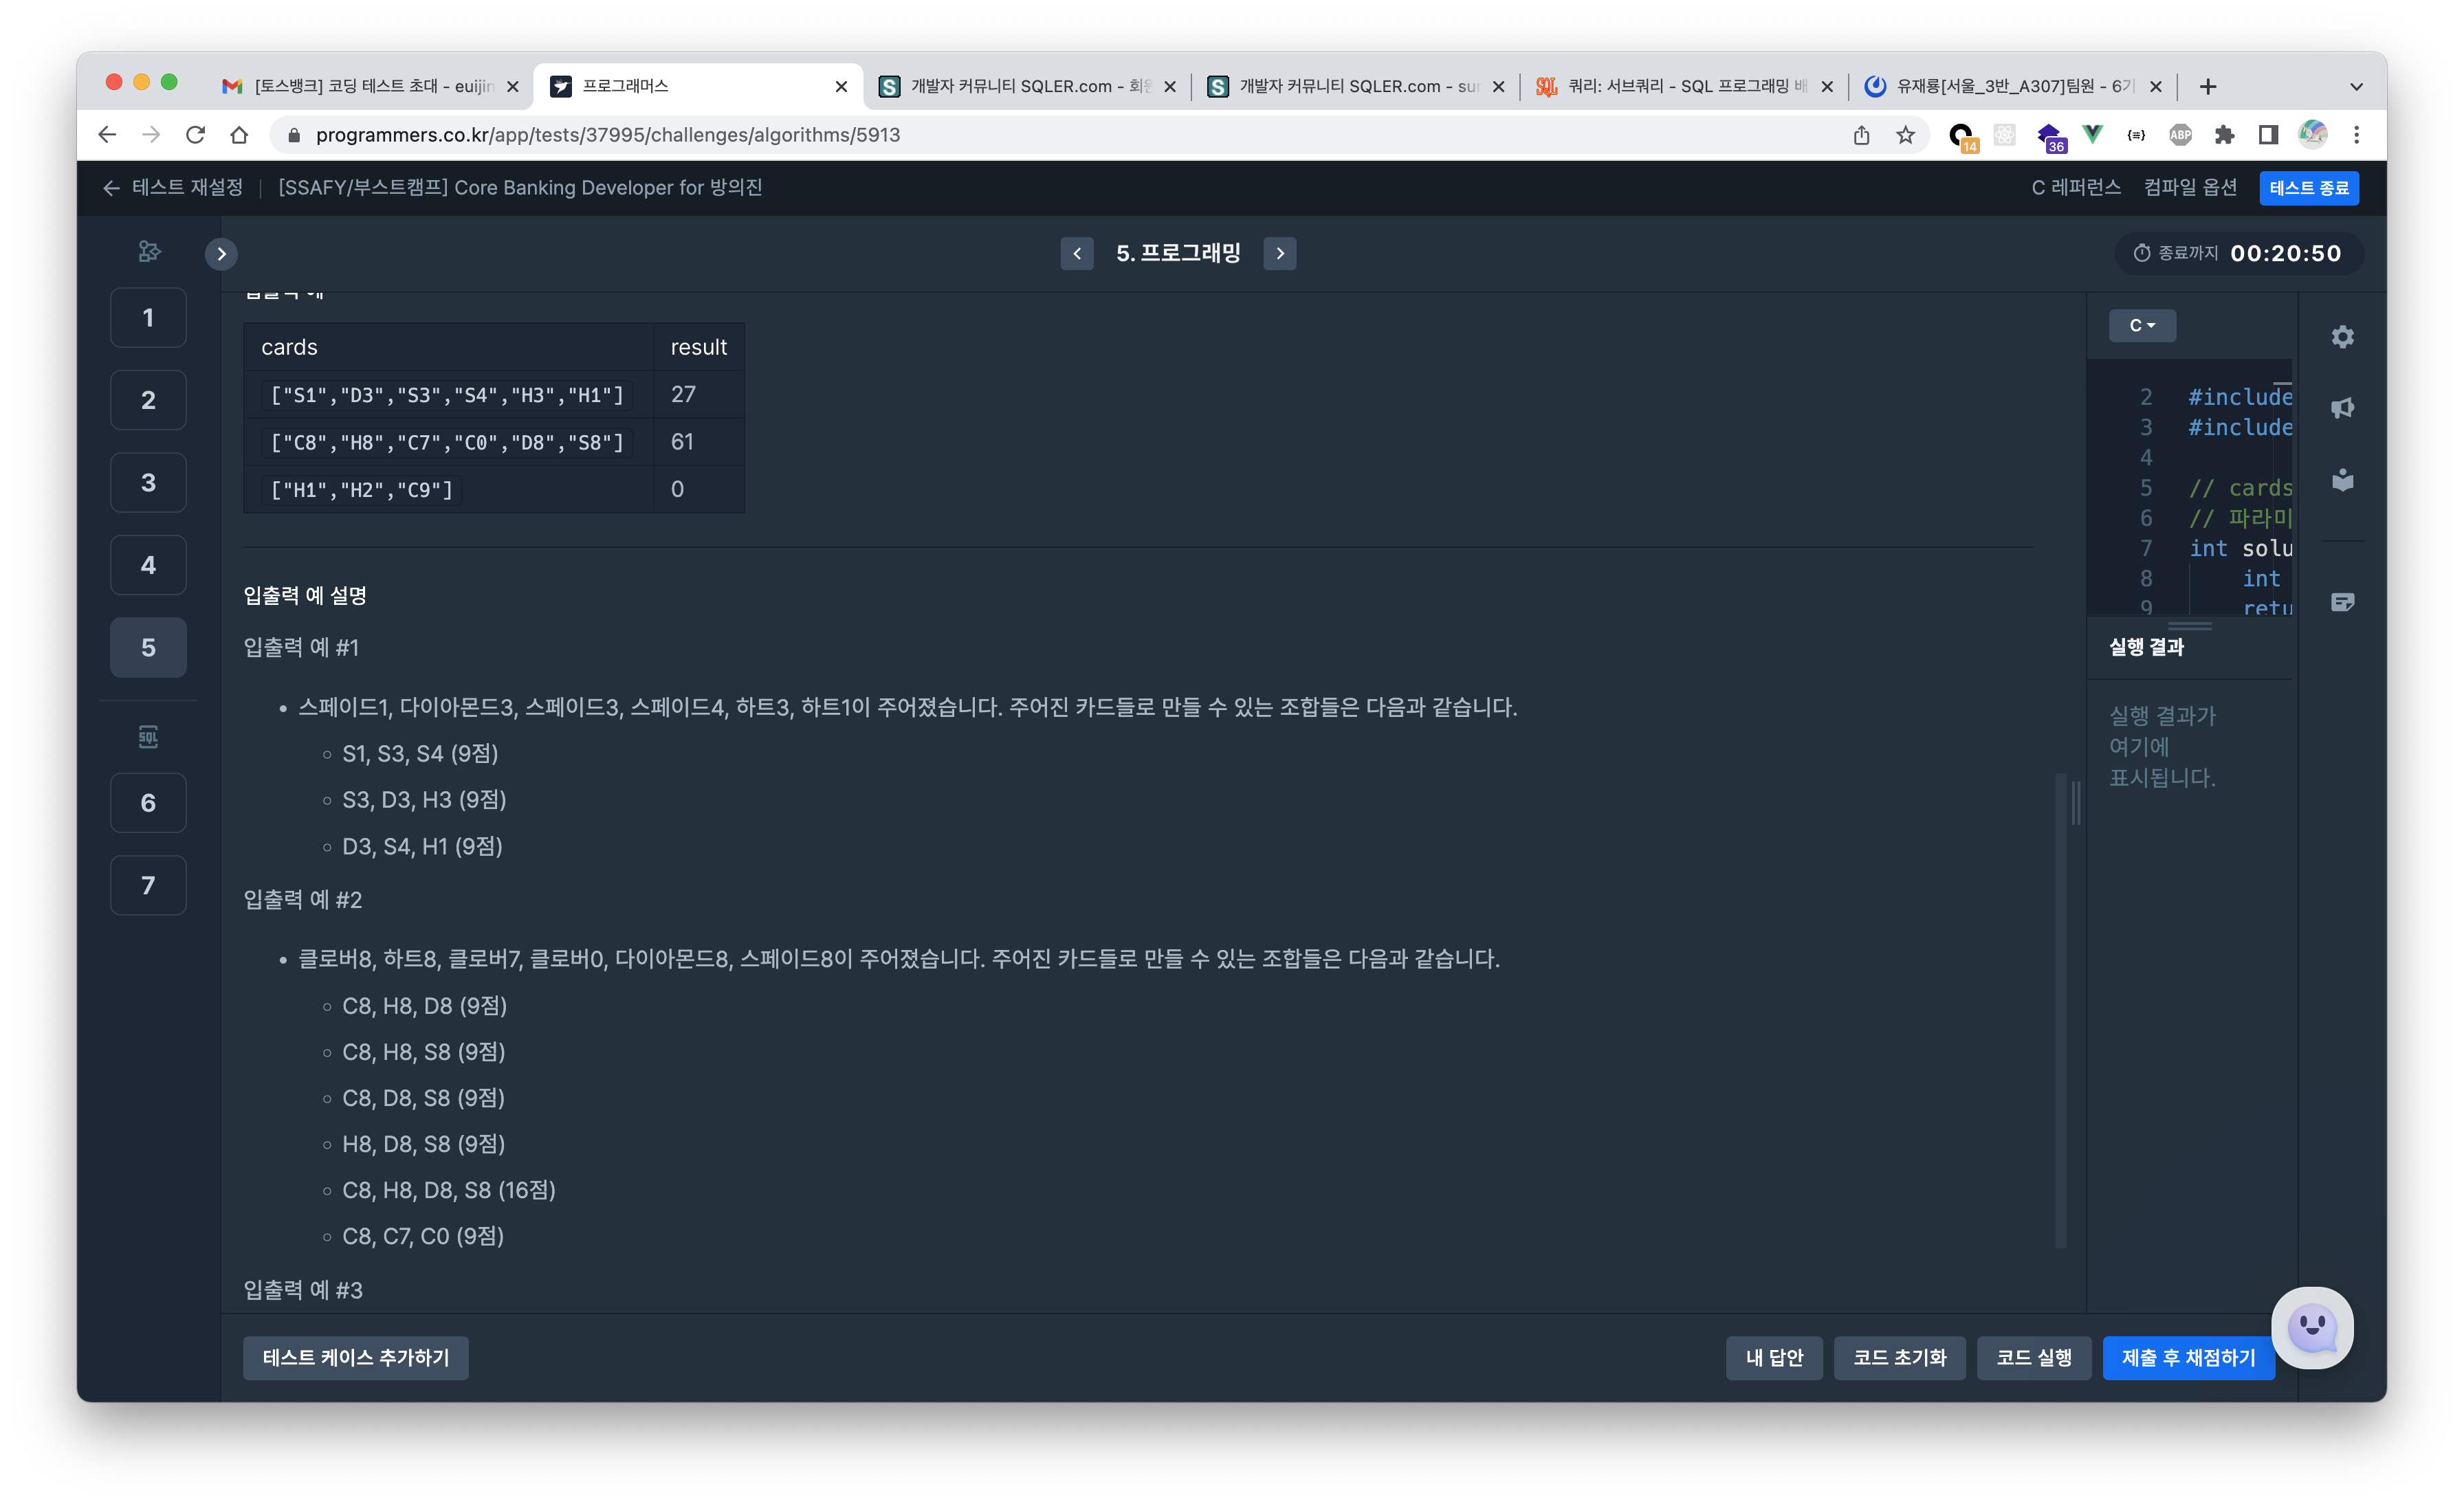 [토스뱅크] 코딩 테스트 초대 - euijin
프로그래머스
개발자 커뮤니티 SQLER.com - 회원
개발자 커뮤니티 SQLER.com - sur
쿼리: 서브쿼리 - SQL 프로그래밍 배
유재룡[서울_3반_A307]팀원 - 6기
programmers.co.kr/app/tests/37995/challenges/algorithms/5913
14
36
ABP
테스트 재설정
[SSAFY/부스트캠프] Core Banking Developer for 방의진
C 레퍼런스
컴파일 옵션
테스트 종료
5. 프로그래밍
종료까지 00:20:50
1
2
3
4
5
SQL
6
7
입출력 예
cards result
["S1","D3","S3","S4","H3","H1"] 27
["C8","H8","C7","C0","D8","S8"] 61
["H1","H2","C9"] 0
입출력 예 설명
입출력 예 #1
스페이드1, 다이아몬드3, 스페이드3, 스페이드4, 하트3, 하트1이 주어졌습니다. 주어진 카드들로 만들 수 있는 조합들은 다음과 같습니다.
S1, S3, S4 (9점)
S3, D3, H3 (9점)
D3, S4, H1 (9점)
입출력 예 #2
클로버8, 하트8, 클로버7, 클로버0, 다이아몬드8, 스페이드8이 주어졌습니다. 주어진 카드들로 만들 수 있는 조합들은 다음과 같습니다.
C8, H8, D8 (9점)
C8, H8, S8 (9점)
C8, D8, S8 (9점)
H8, D8, S8 (9점)
C8, H8, D8, S8 (16점)
C8, C7, C0 (9점)
입출력 예 #3
C
2 #include
3 #include
4
5 // cards
6 // 파라미
7 int solu
8 int
9 retu
실행 결과
실행 결과가
여기에
표시됩니다.
테스트 케이스 추가하기
내 답안
코드 초기화
코드 실행
제출 후 채점하기